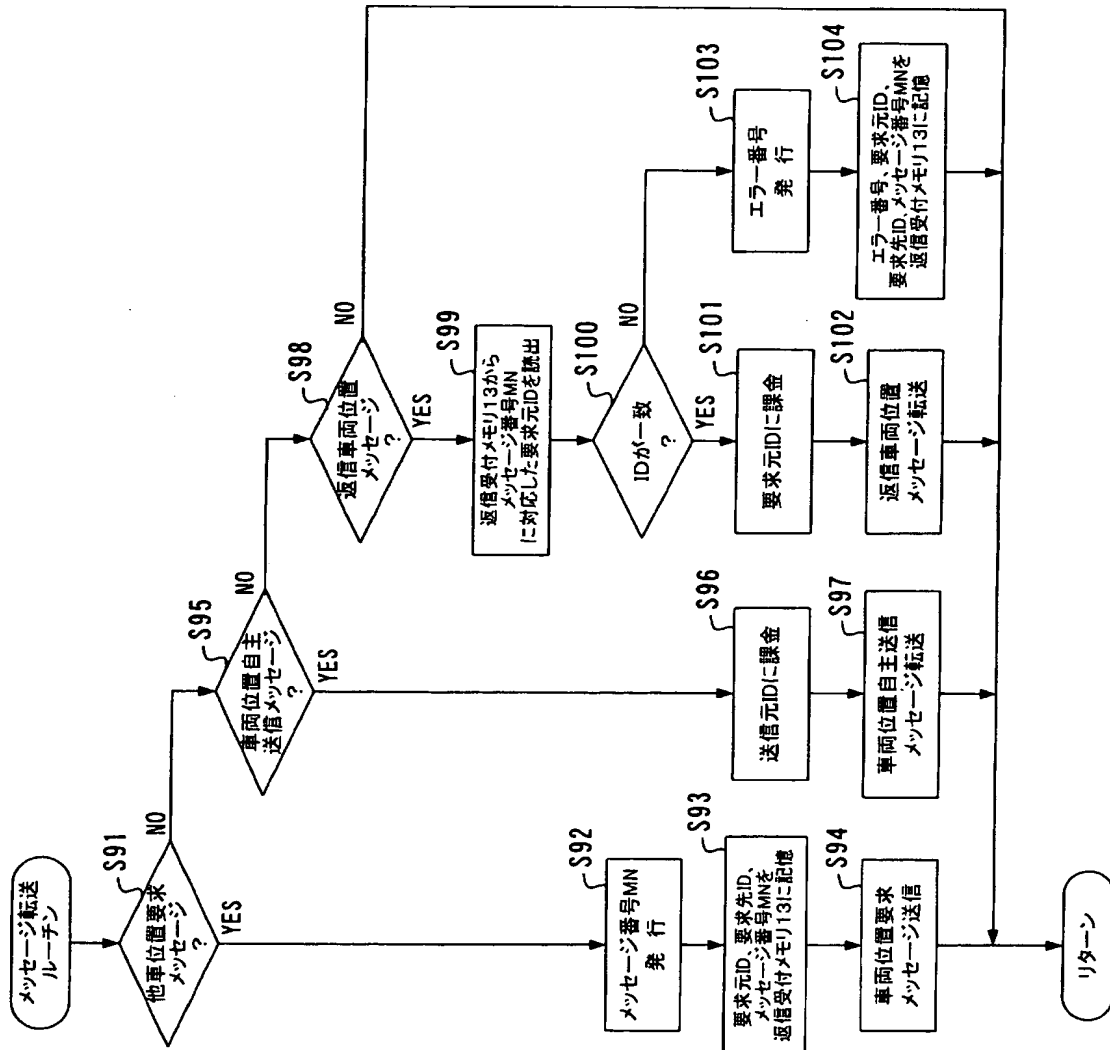 メッセージ転送
ルーチン
S91
他車位置要求
メッセージ
?
NO
YES
S92
メッセージ番号MN
発 行
S93
要求元ID、要求先ID、
メッセージ番号MNを
返信受付メモリ13に記憶
S94
車両位置要求
メッセージ送信
リターン
S95
車両位置自主
送信メッセージ
?
NO
YES
S96
送信元IDに課金
S97
車両位置自主送信
メッセージ転送
S98
返信車両位置
メッセージ
?
NO
YES
S99
返信受付メモリ13から
メッセージ番号MN
に対応した要求元IDを読出
S100
IDが一致
?
NO
YES
S101
要求元IDに課金
S102
返信車両位置
メッセージ転送
S103
エラー番号
発 行
S104
エラー番号、要求元ID、
要求先ID、メッセージ番号MNを
返信受付メモリ13に記憶